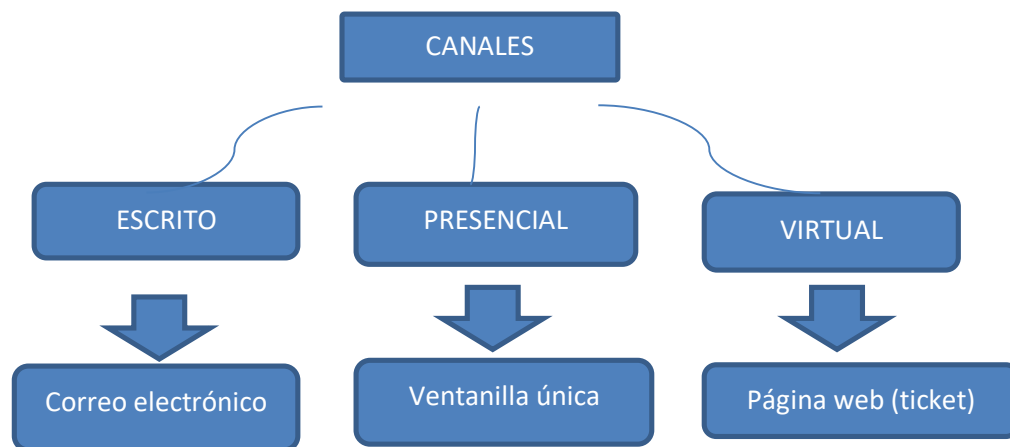 CANALES
ESCRITO
PRESENCIAL
VIRTUAL
Correo electrónico
Ventanilla única
Página web (ticket)